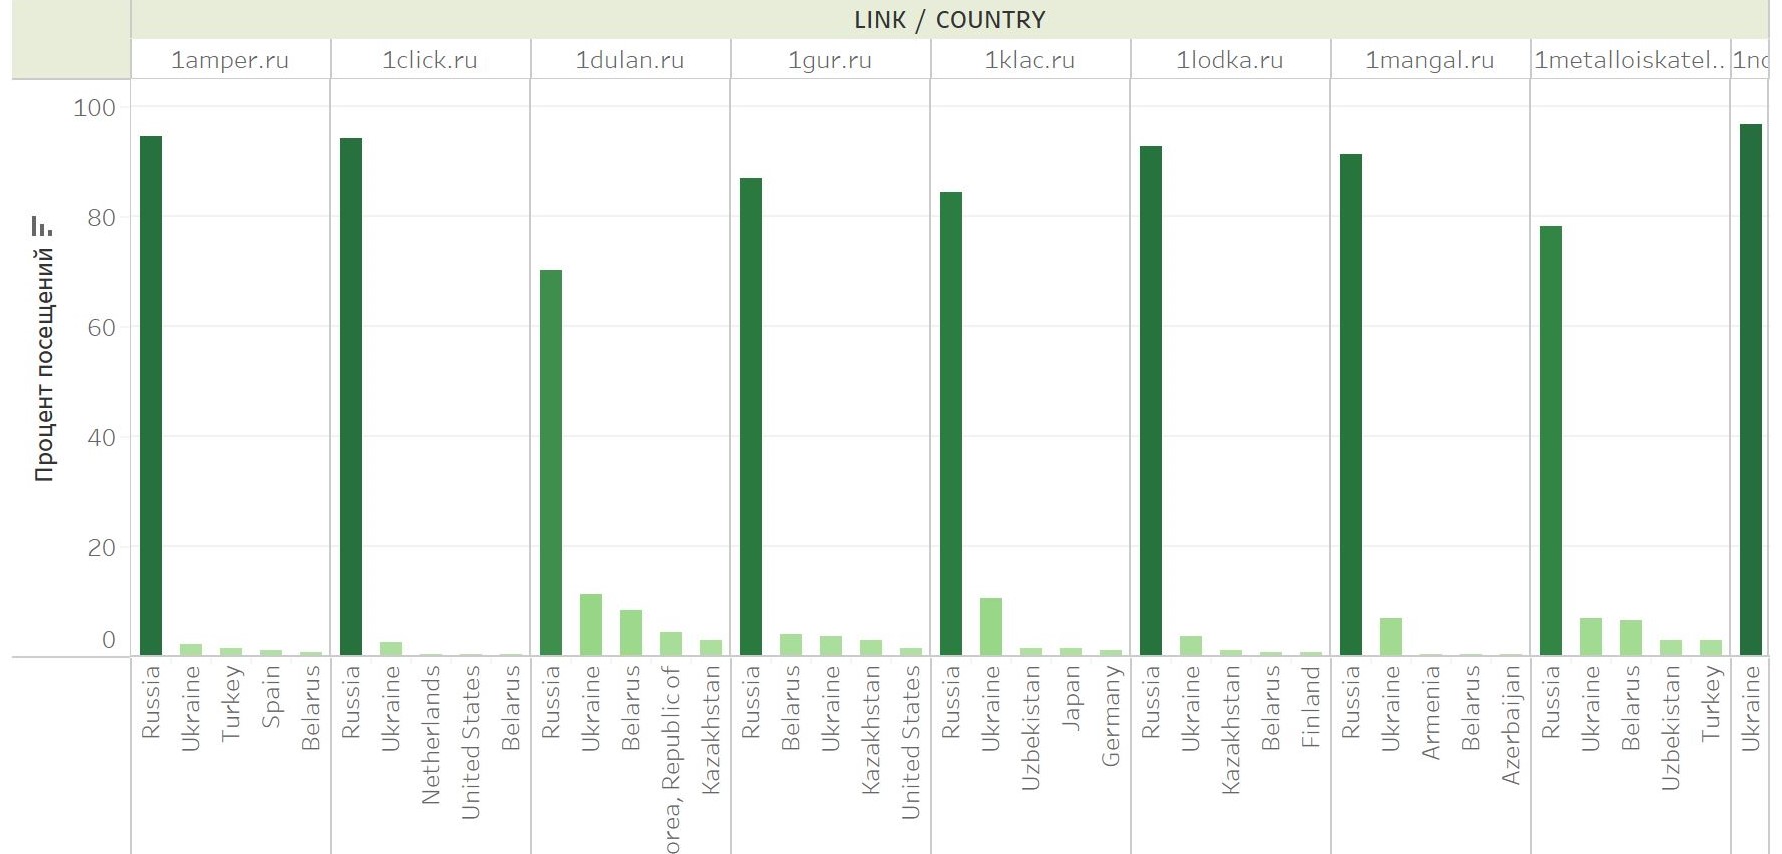 LINK / COUNTRY
1amper.ru 1click.ru 1dulan.ru 1gur.ru 1klac.ru 1lodka.ru 1mangal.ru 1metalloiskatel..
Процент посещений
100
80
60
40
20
0
Russia
Ukraine
Turkey
Spain
Belarus
Russia
Ukraine
Netherlands
United States
Belarus
Russia
Ukraine
Belarus
orea, Republic of
Kazakhstan
Russia
Belarus
Ukraine
Kazakhstan
United States
Russia
Ukraine
Uzbekistan
Japan
Germany
Russia
Ukraine
Kazakhstan
Belarus
Finland
Russia
Ukraine
Armenia
Belarus
Azerbaijan
Russia
Ukraine
Belarus
Uzbekistan
Turkey
Ukraine